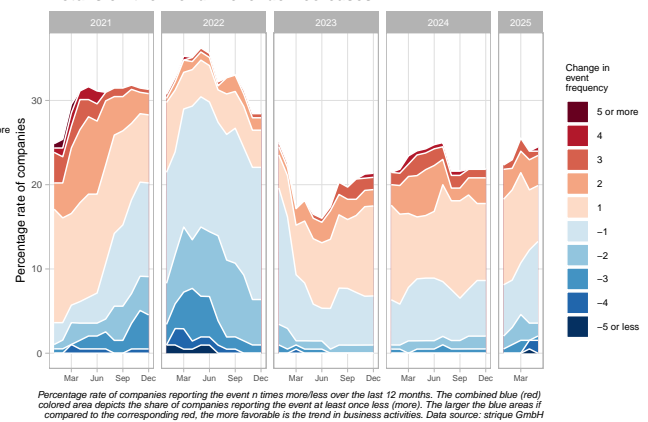 2021 2022 2023 2024 2025
Percentage rate of companies
30
20
10
0
Mar Jun Sep Dec Mar Jun Sep Dec Mar Jun Sep Dec Mar Jun Sep Dec Mar
Change in
event
frequency
5 or more
4
3
2
1
−1
−2
−3
−4
−5 or less
Percentage rate of companies reporting the event n times more/less over the last 12 months. The combined blue (red)
colored area depicts the share of companies reporting the event at least once less (more). The larger the blue areas if
compared to the corresponding red, the more favorable is the trend in business activities. Data source: strique GmbH